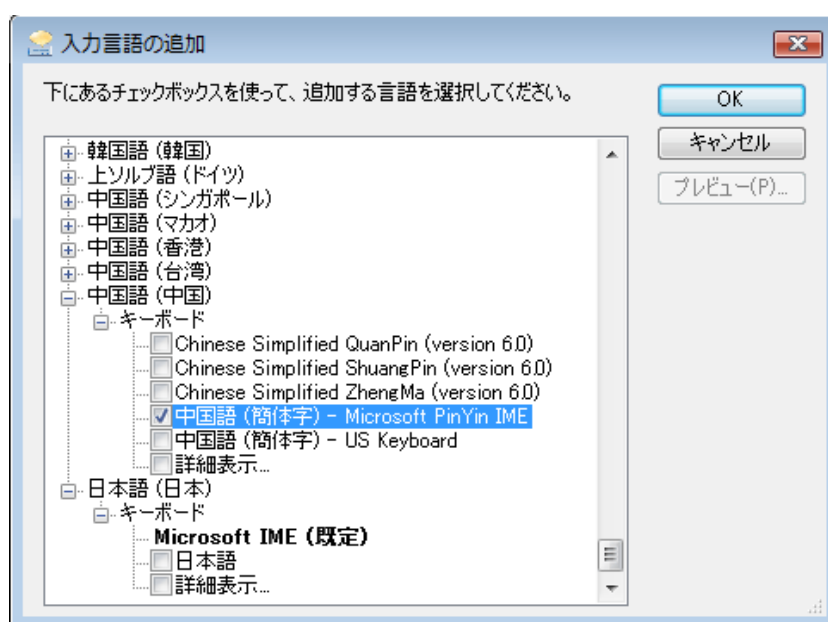 入力言語の追加
下にあるチェックボックスを使って、追加する言語を選択してください。
OK
キャンセル
プレビュー(P)...
韓国語 (韓国)
上ソルブ語 (ドイツ)
中国語 (シンガポール)
中国語 (マカオ)
中国語 (香港)
中国語 (台湾)
中国語 (中国)
キーボード
Chinese Simplified QuanPin (version 6.0)
Chinese Simplified ShuangPin (version 6.0)
Chinese Simplified ZhengMa (version 6.0)
中国語 (簡体字) - Microsoft PinYin IME
中国語 (簡体字) - US Keyboard
詳細表示...
日本語 (日本)
キーボード
Microsoft IME (既定)
日本語
詳細表示...